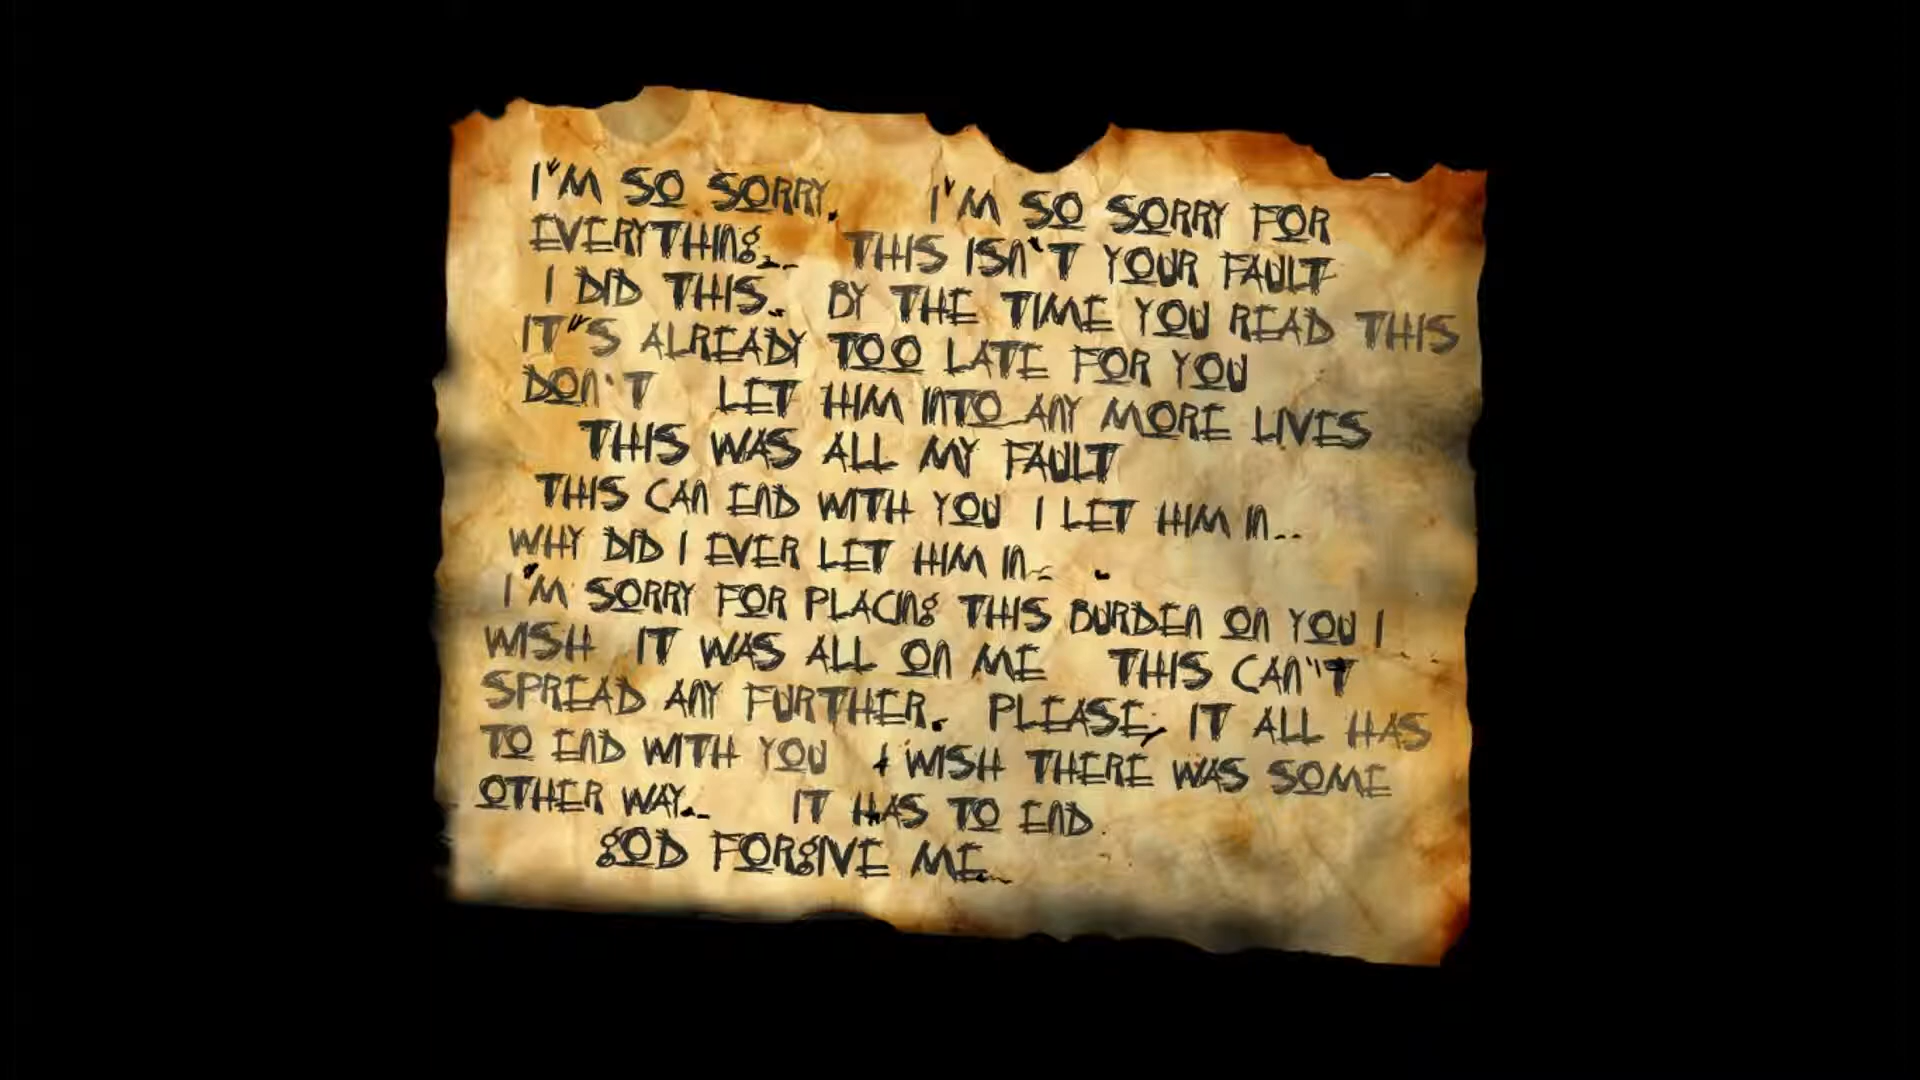 I'M SO SORRY. I'M SO SORRY FOR
EVERYTHING... THIS ISN'T YOUR FAULT
I DID THIS.. BY THE TIME YOU READ THIS
IT"S ALREADY TOO LATE FOR YOU
DON'T LET HIM INTO ANY MORE LIVES
THIS WAS ALL MY FAULT
THIS CAN END WITH YOU I LET HIM IN...
WHY DID I EVER LET HIM IN..
I'M SORRY FOR PLACING THIS BURDEN ON YOU I
WISH IT WAS ALL ON ME THIS CAN"T
SPREAD ANY FURTHER. PLEASE, IT ALL HAS
TO END WITH YOU I WISH THERE WAS SOME
OTHER WAY... IT HAS TO END.
GOD FORGIVE ME...